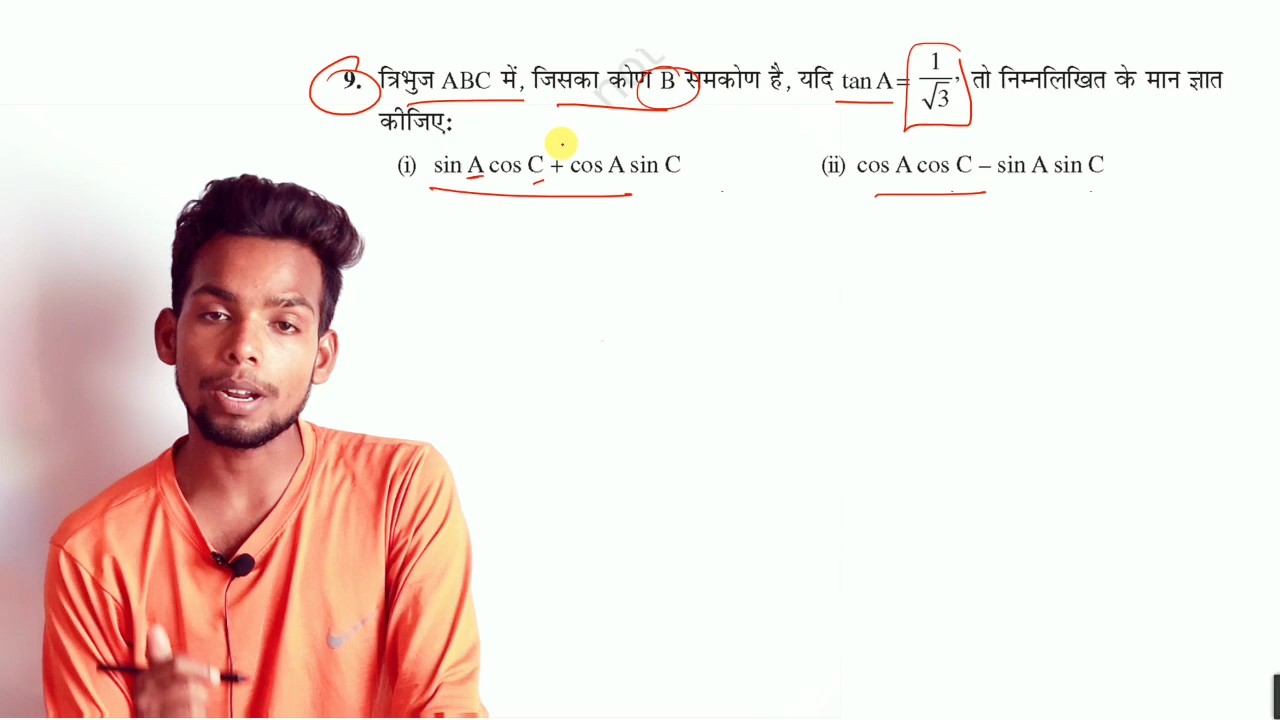 9. त्रिभुज ABC में, जिसका कोण B समकोण है, यदि tan A = 1/√3, तो निम्नलिखित के मान ज्ञात
कीजिए:
(i) sin A cos C + cos A sin C (ii) cos A cos C – sin A sin C